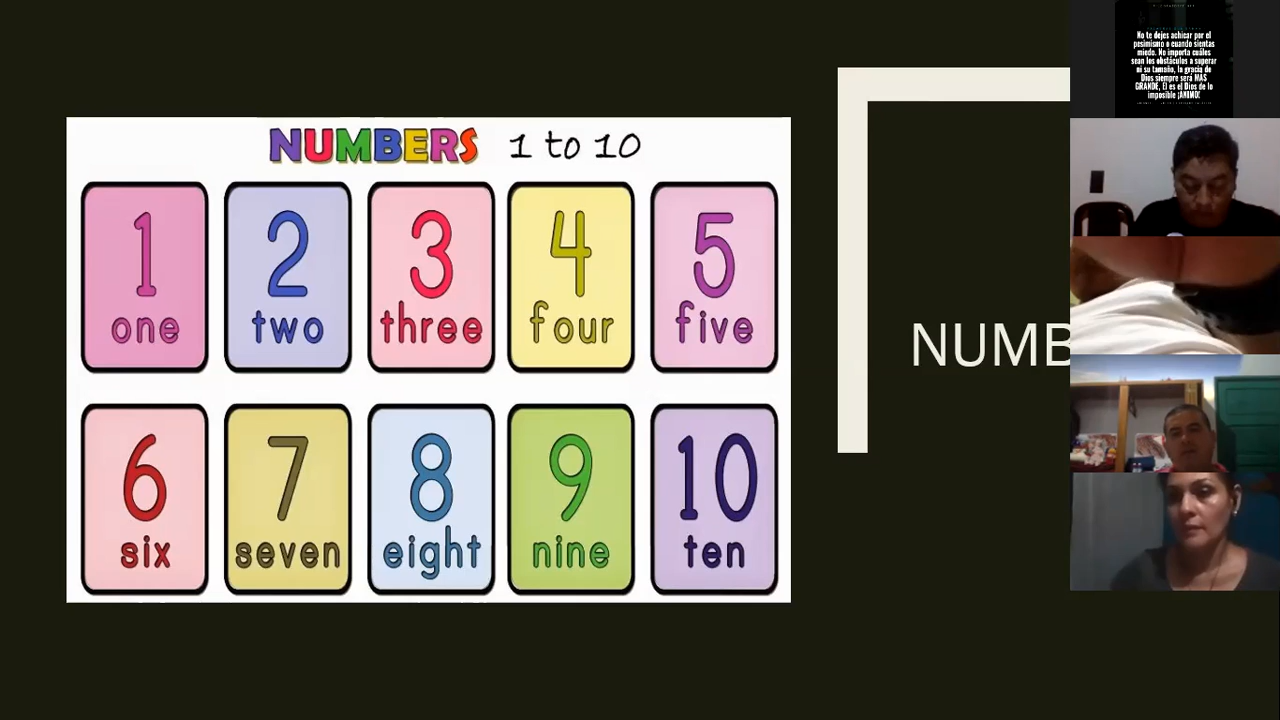 NUMBERS 1 to 10
1 2 3 4 5
one two three four five
6 7 8 9 10
six seven eight nine ten
NUMB
No te dejes achicar por el
pesimismo o cuando sientas
miedo. No importa cuáles
sean los obstáculos a superar
ni su tamaño, la gracia de
Dios siempre será MAS
GRANDE, Él es el Dios de lo
imposible ¡ANIMO!